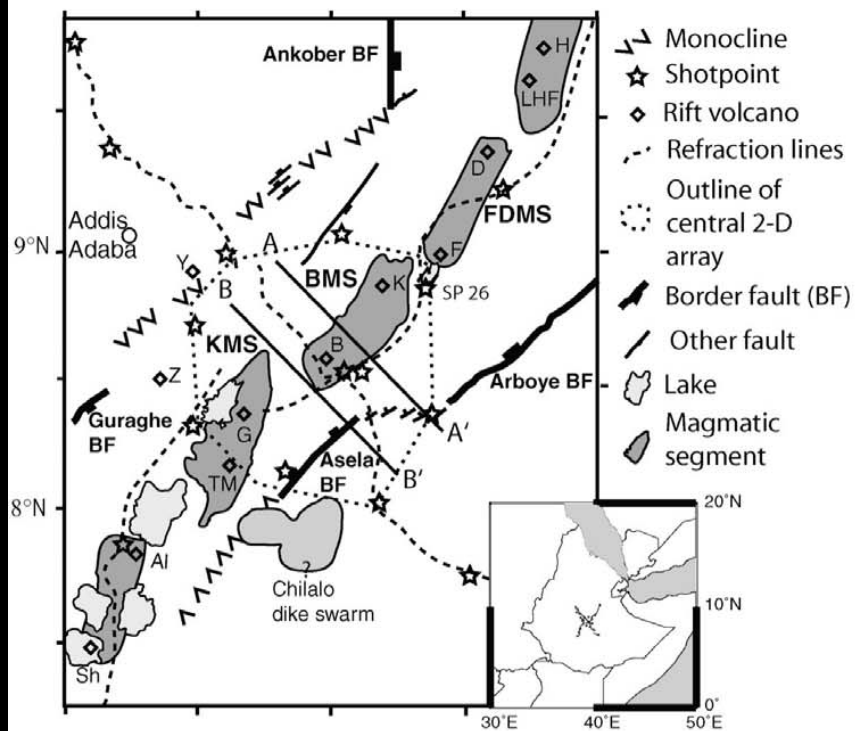 Ankober BF
H
LHF
D
FDMS
Addis
Adaba
9°N
A
Y
F
BMS
K
SP 26
B
KMS
B
Z
Arboye BF
Guraghe
BF
G
A'
Asela
BF
B'
TM
8°N
Al
?
Chilalo
dike swarm
Sh
20°N
10°N
0°
30°E
40°E
50°E
Monocline
Shotpoint
Rift volcano
Refraction lines
Outline of
central 2-D
array
Border fault (BF)
Other fault
Lake
Magmatic
segment